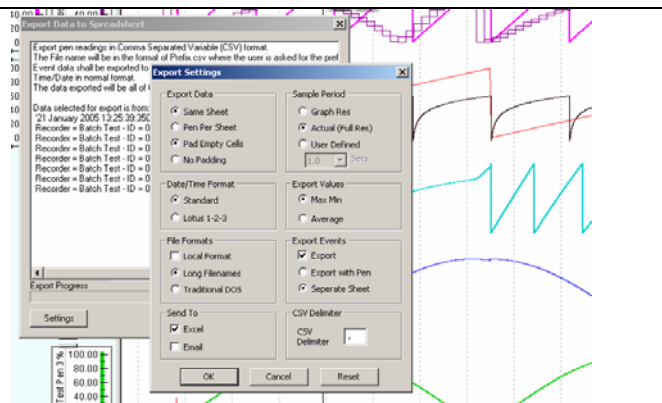 Export Data to Spreadsheet
Export pen readings in Comma Separated Variable (CSV) format.
The File name will be in the format of Prefix.csv where the user is asked for the pref
Event data shall be exported to
Time/Date in normal format.
The data exported will be all of
Data selected for export is from:
'21 January 2005 13:25:39:350
Recorder = Batch Test - ID = 0
Recorder = Batch Test - ID = 0
Recorder = Batch Test - ID = 0
Recorder = Batch Test - ID = 0
Recorder = Batch Test - ID = 0
Recorder = Batch Test - ID = 0
Export Progress
Settings
Export Settings
Export Data
Same Sheet
Pen Per Sheet
Pad Empty Cells
No Padding
Sample Period
Graph Res
Actual (Full Res)
User Defined
1.0 Secs
Date/Time Format
Standard
Lotus 1-2-3
Export Values
Max Min
Average
File Formats
Local Format
Long Filenames
Traditional DOS
Export Events
Export
Export with Pen
Seperate Sheet
Send To
Excel
Email
CSV Delimiter
CSV
Delimiter
OK Cancel Reset
Test Pen 3 %
100.00
80.00
60.00
40.00